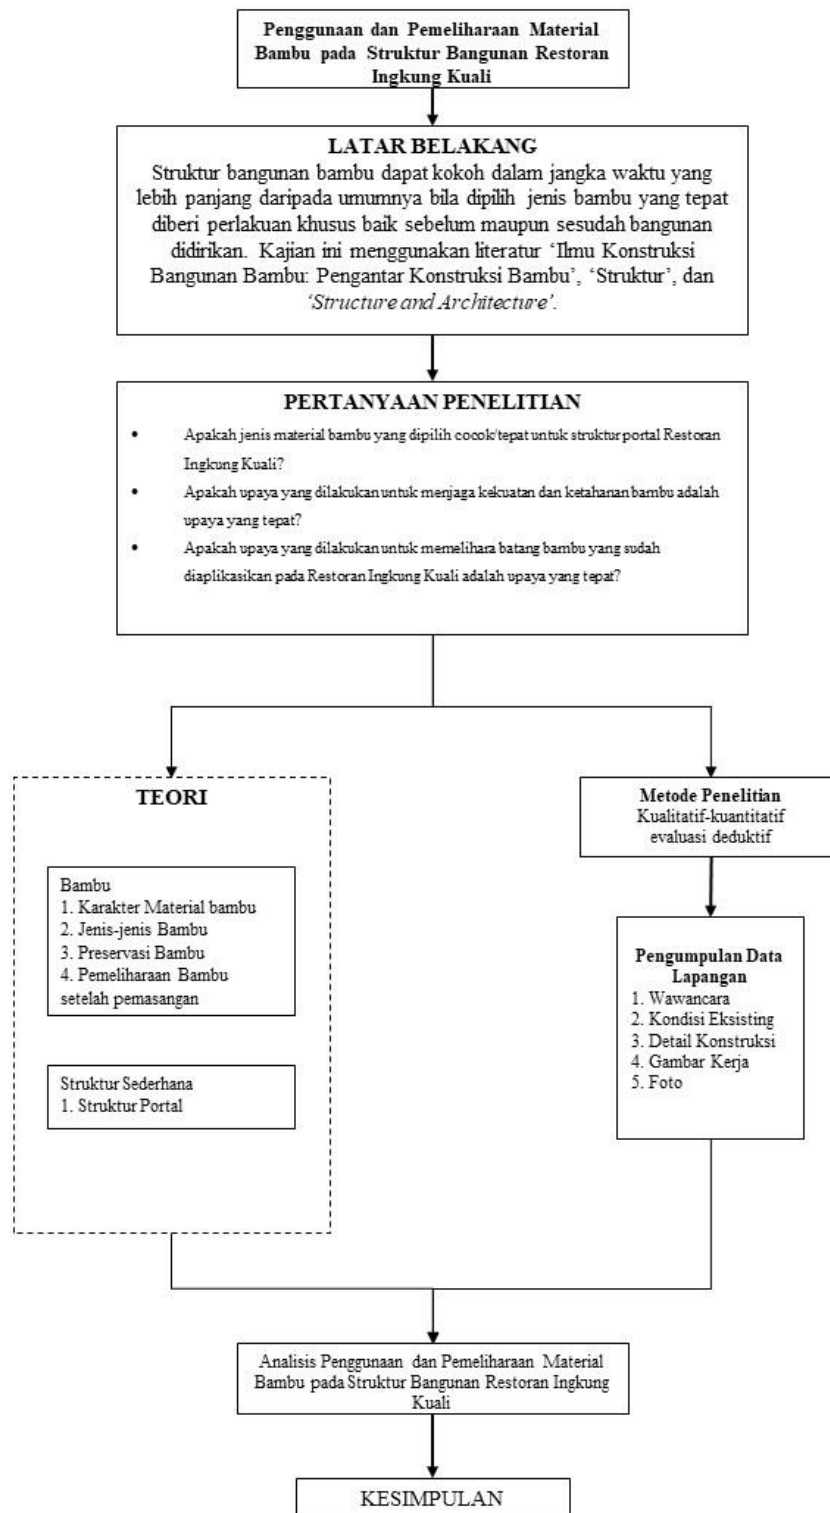 Penggunaan dan Pemeliharaan Material
Bambu pada Struktur Bangunan Restoran
Ingkung Kuali
LATAR BELAKANG
Struktur bangunan bambu dapat kokoh dalam jangka waktu yang
lebih panjang daripada umumnya bila dipilih jenis bambu yang tepat
diberi perlakuan khusus baik sebelum maupun sesudah bangunan
didirikan. Kajian ini menggunakan literatur ‘Ilmu Konstruksi
Bangunan Bambu: Pengantar Konstruksi Bambu’, ‘Struktur’, dan
‘Structure and Architecture’.
PERTANYAAN PENELITIAN
• Apakah jenis material bambu yang dipilih cocok/tepat untuk struktur portal Restoran
Ingkung Kuali?
• Apakah upaya yang dilakukan untuk menjaga kekuatan dan ketahanan bambu adalah
upaya yang tepat?
• Apakah upaya yang dilakukan untuk memelihara batang bambu yang sudah
diaplikasikan pada Restoran Ingkung Kuali adalah upaya yang tepat?
TEORI
Bambu
1. Karakter Material bambu
2. Jenis-jenis Bambu
3. Preservasi Bambu
4. Pemeliharaan Bambu
setelah pemasangan
Struktur Sederhana
1. Struktur Portal
Metode Penelitian
Kualitatif-kuantitatif
evaluasi deduktif
Pengumpulan Data
Lapangan
1. Wawancara
2. Kondisi Eksisting
3. Detail Konstruksi
4. Gambar Kerja
5. Foto
Analisis Penggunaan dan Pemeliharaan Material
Bambu pada Struktur Bangunan Restoran Ingkung
Kuali
KESIMPULAN